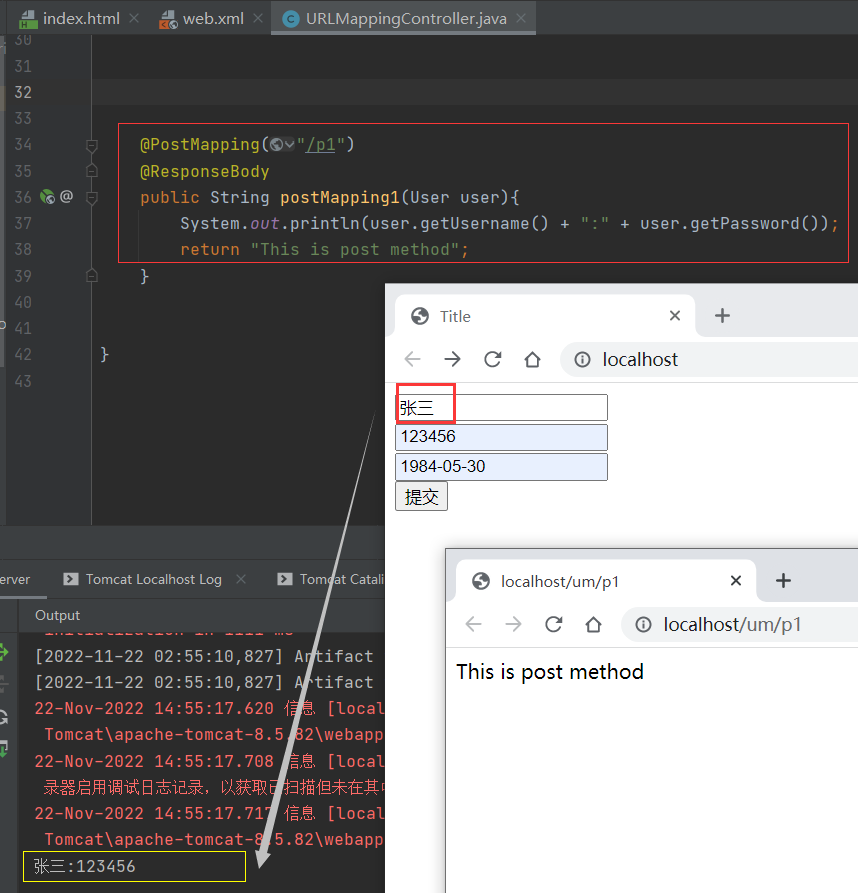 index.html
web.xml
URLMappingController.java
30
31
32
33
34 @PostMapping("/p1")
35 @ResponseBody
36 @ public String postMapping1(User user){
37 System.out.println(user.getUsername() + ":" + user.getPassword());
38 return "This is post method";
39 }
40
41
42 }
43
Title
localhost
张三
123456
1984-05-30
提交
localhost/um/p1
localhost/um/p1
This is post method
erver
Tomcat Localhost Log
Tomcat Catali
Output
[2022-11-22 02:55:10,827] Artifact
[2022-11-22 02:55:10,827] Artifact
22-Nov-2022 14:55:17.620 信息 [local
Tomcat\apache-tomcat-8.5.82\webapp
22-Nov-2022 14:55:17.708 信息 [local
录器启用调试日志记录，以获取已扫描但未在其
22-Nov-2022 14:55:17.717 信息 [local
Tomcat\apache-tomcat-8.5.82\webapp
张三:123456